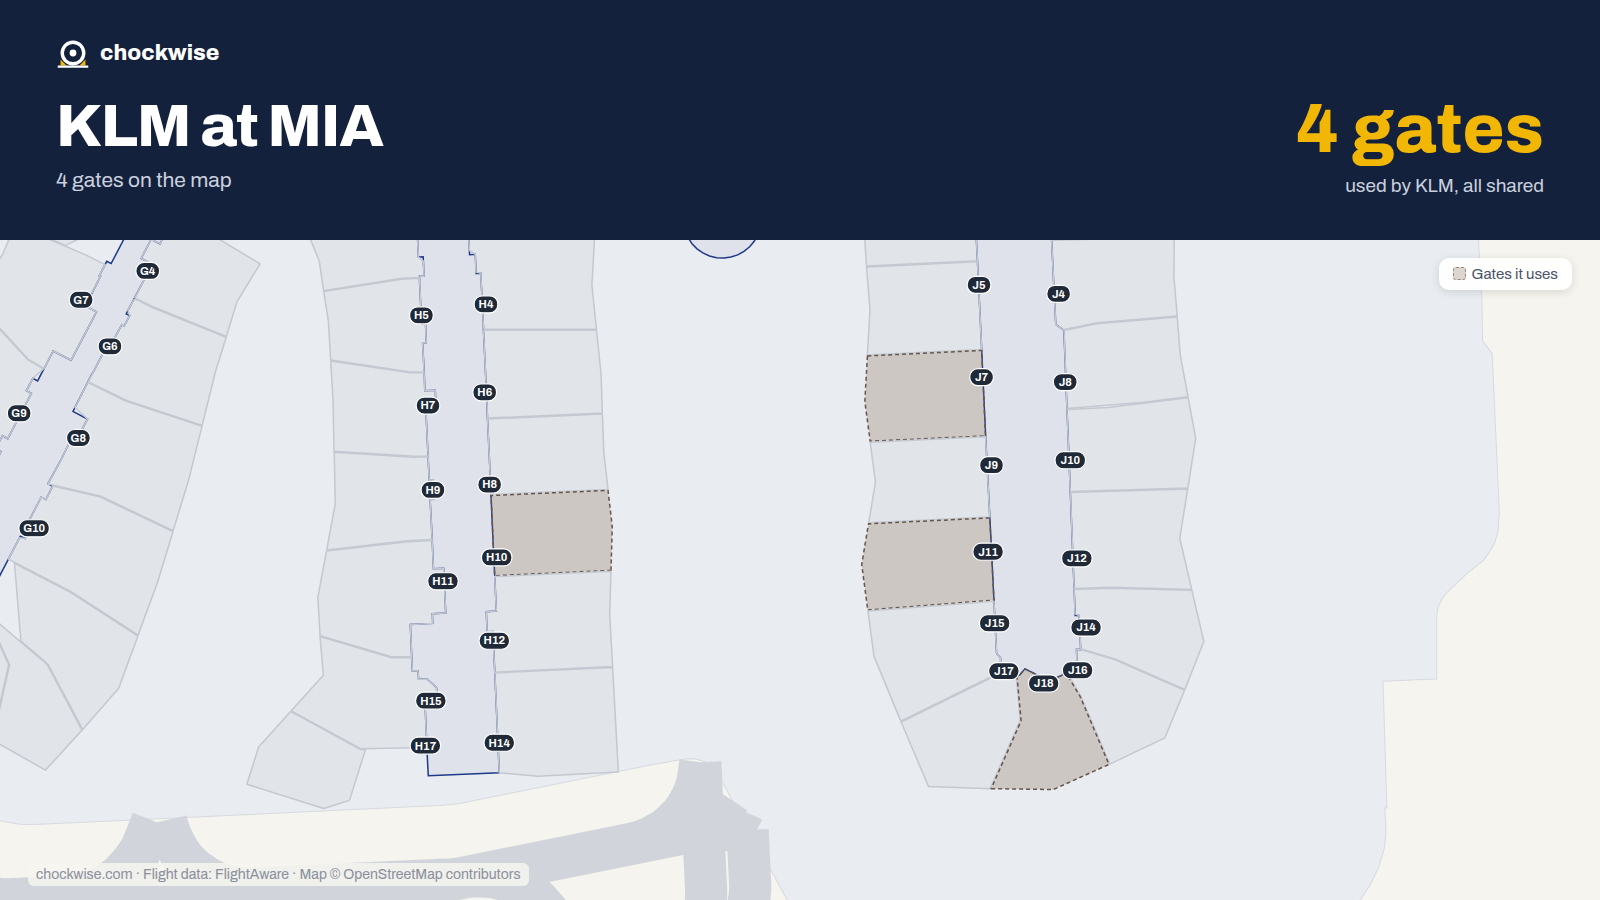 chockwise
KLM at MIA
4 gates on the map
4 gates
used by KLM, all shared
Gates it uses
G4
G7
G6
G9
G8
G10
H5
H4
H7
H6
H9
H8
H10
H11
H12
H15
H17
H14
J5
J4
J7
J8
J9
J10
J11
J12
J15
J14
J17
J18
J16
chockwise.com · Flight data: FlightAware · Map © OpenStreetMap contributors